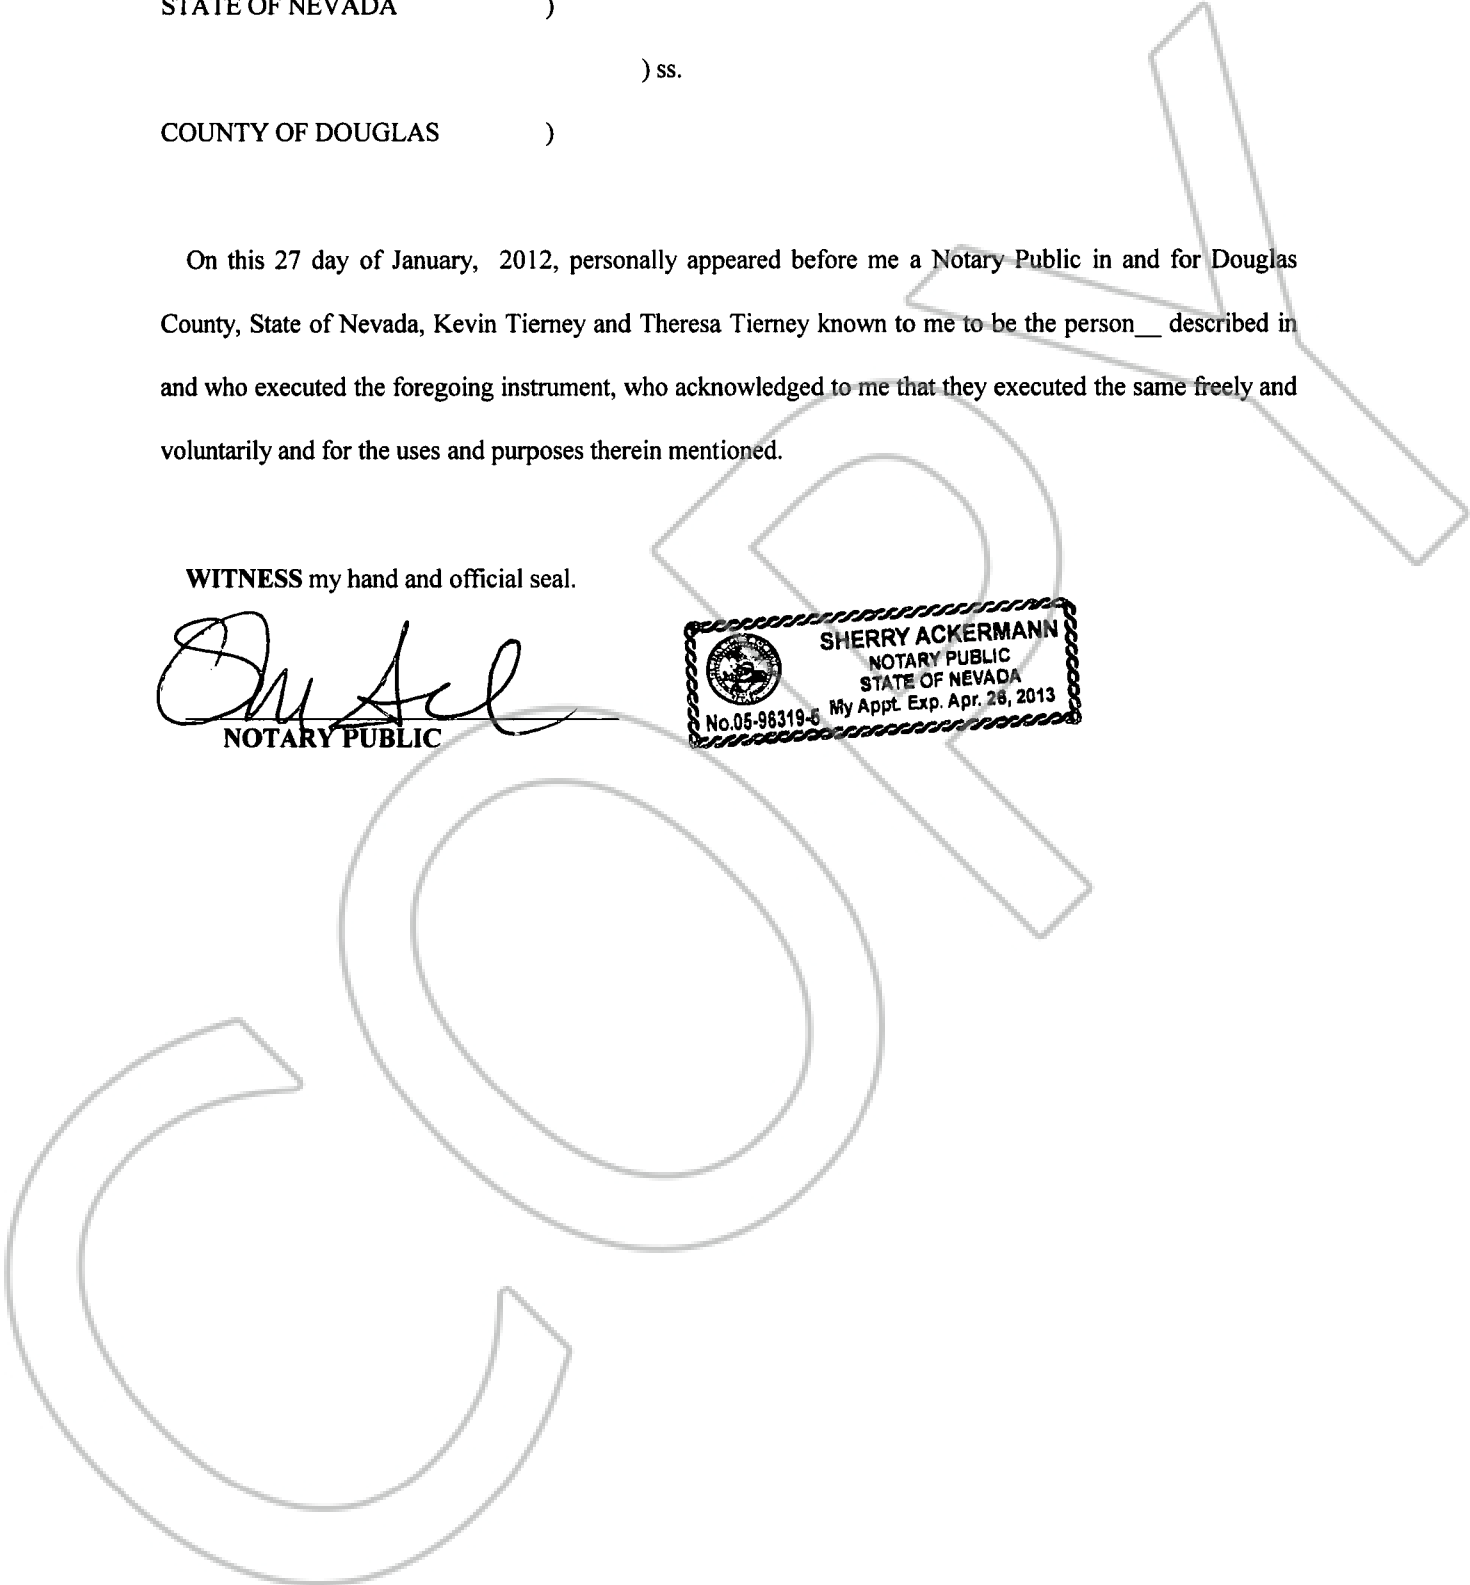 STATE OF NEVADA )
) ss.
COUNTY OF DOUGLAS )
On this 27 day of January, 2012, personally appeared before me a Notary Public in and for Douglas
County, State of Nevada, Kevin Tierney and Theresa Tierney known to me to be the person__ described in
and who executed the foregoing instrument, who acknowledged to me that they executed the same freely and
voluntarily and for the uses and purposes therein mentioned.
WITNESS my hand and official seal.
NOTARY PUBLIC
SHERRY ACKERMANN
NOTARY PUBLIC
STATE OF NEVADA
My Appt. Exp. Apr. 26, 2013
No.05-96319-5
COPY